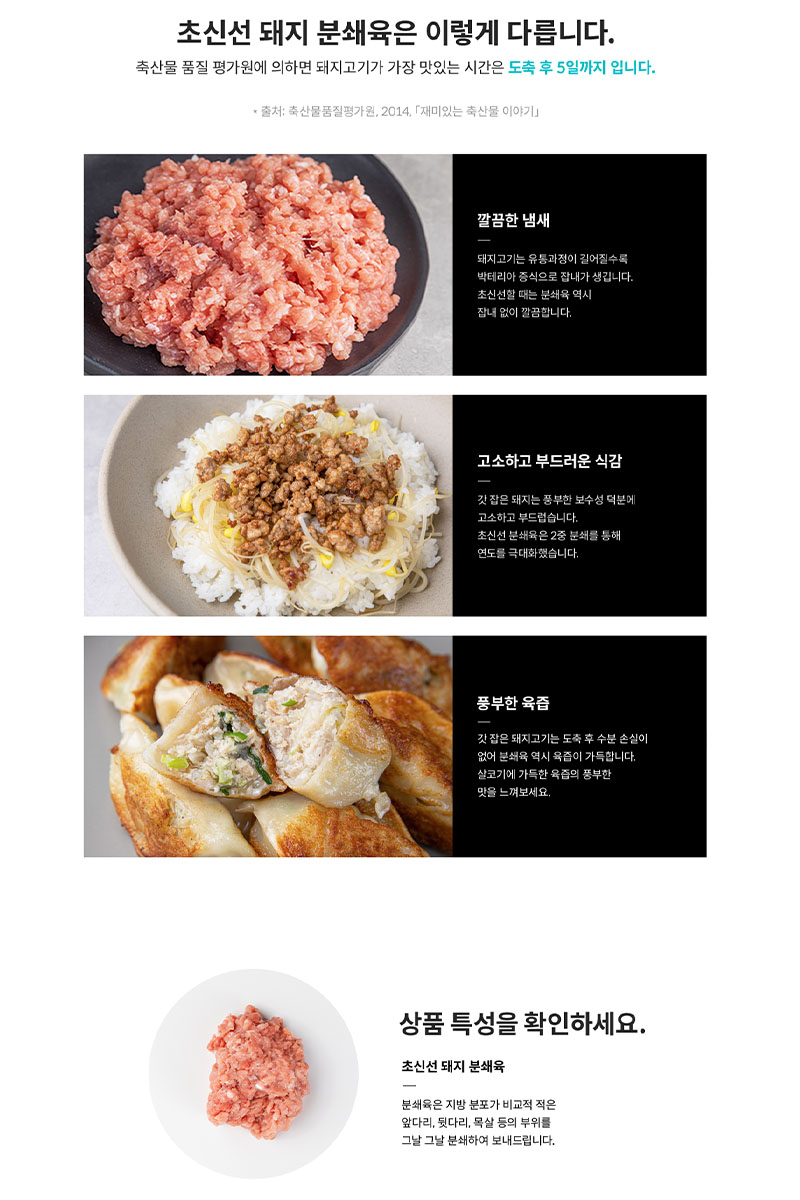 초신선 돼지 분쇄육은 이렇게 다릅니다.
축산물 품질 평가원에 의하면 돼지고기가 가장 맛있는 시간은 도축 후 5일까지 입니다.
* 출처: 축산물품질평가원, 2014, 「재미있는 축산물 이야기」
깔끔한 냄새
돼지고기는 유통과정이 길어질수록
박테리아 증식으로 잡내가 생깁니다.
초신선할 때는 분쇄육 역시
잡내 없이 깔끔합니다.
고소하고 부드러운 식감
갓 잡은 돼지는 풍부한 보수성 덕분에
고소하고 부드럽습니다.
초신선 분쇄육은 2중 분쇄를 통해
연도를 극대화했습니다.
풍부한 육즙
갓 잡은 돼지고기는 도축 후 수분 손실이
없어 분쇄육 역시 육즙이 가득합니다.
살코기에 가득한 육즙의 풍부한
맛을 느껴보세요.
상품 특성을 확인하세요.
초신선 돼지 분쇄육
분쇄육은 지방 분포가 비교적 적은
앞다리, 뒷다리, 목살 등의 부위를
그날 그날 분쇄하여 보내드립니다.